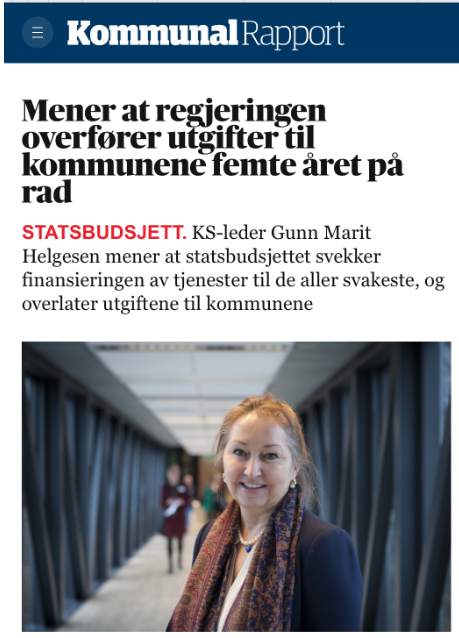 Kommunal Rapport
Mener at regjeringen
overfører utgifter til
kommunene femte året på
rad
STATSBUDSJETT. KS-leder Gunn Marit
Helgesen mener at statsbudsjettet svekker
finansieringen av tjenester til de aller svakeste, og
overlater utgiftene til kommunene